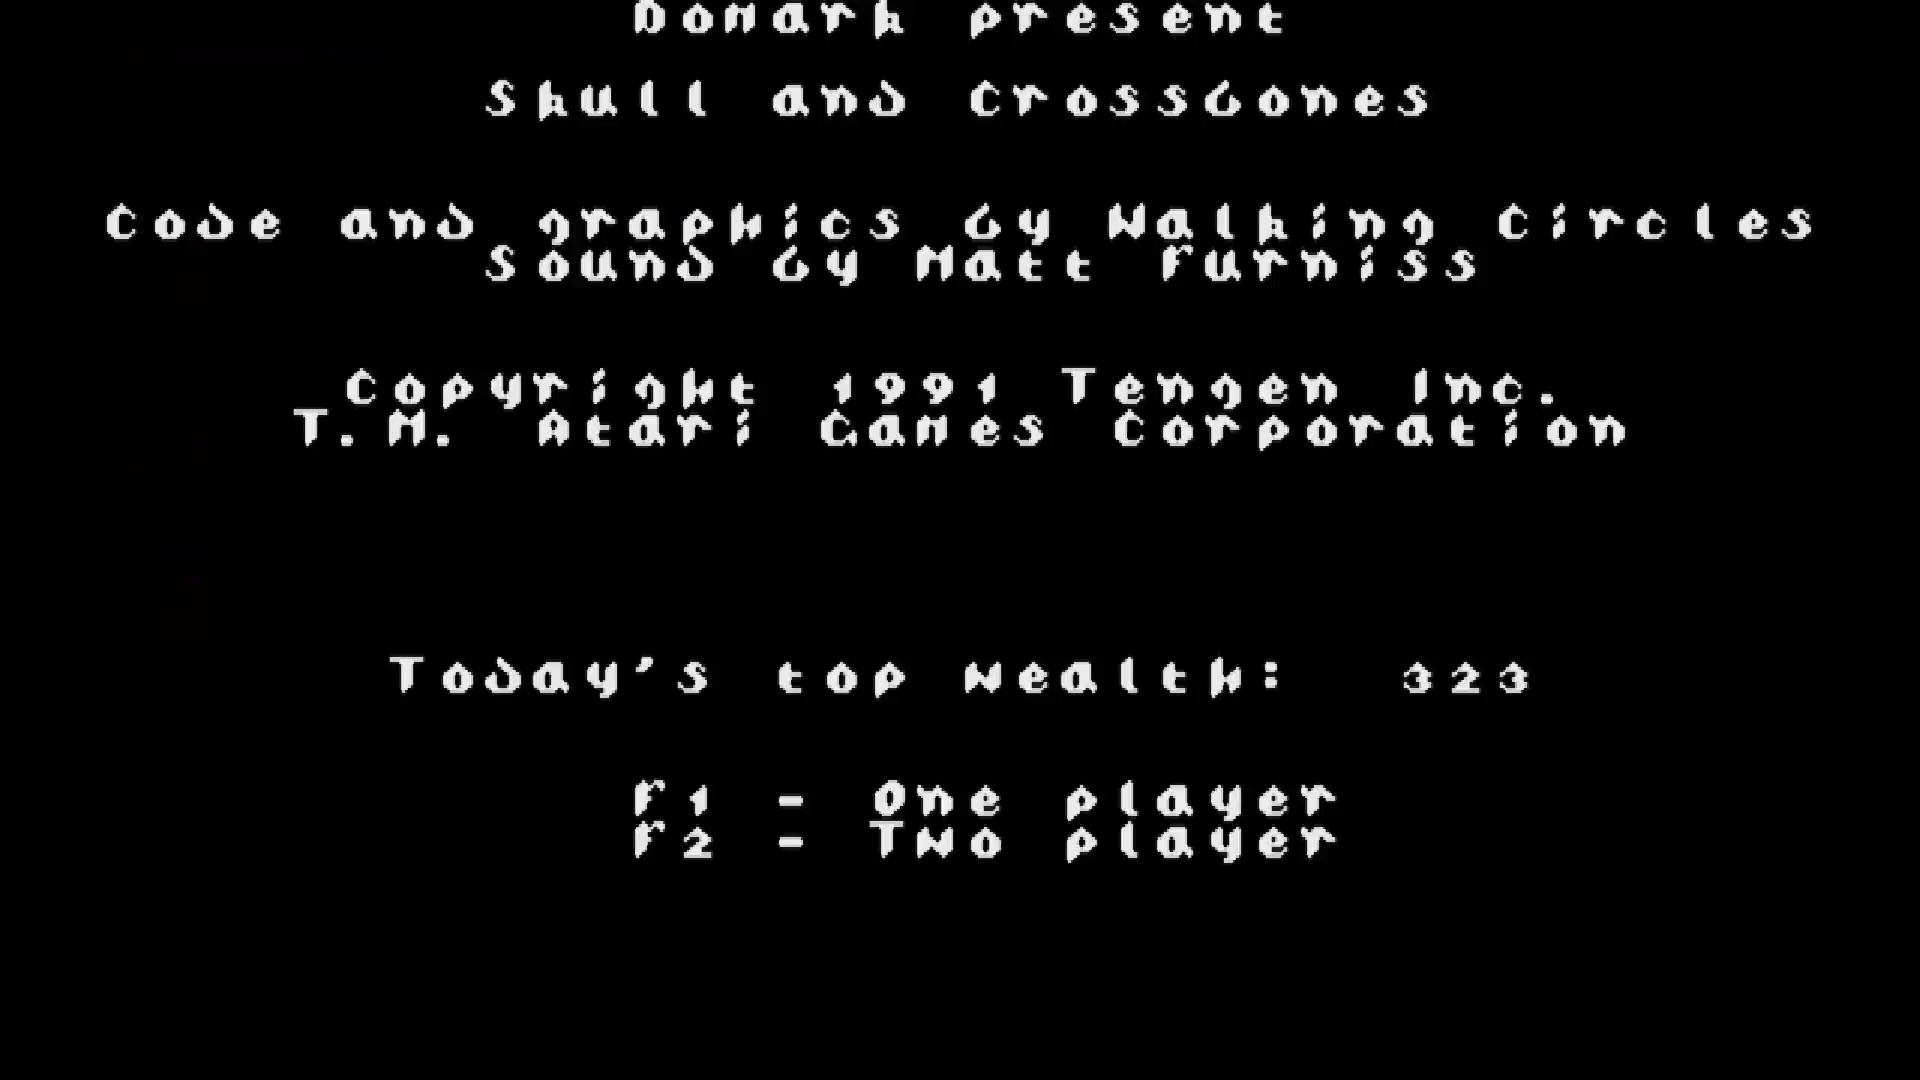 Domark present
Skull and Crossbones
Code and graphics by Walking Circles
Sound by Matt Furniss
Copyright 1991 Tengen Inc.
T.M. Atari Games Corporation
Today's top wealth: 323
F1 - One player
F2 - Two player